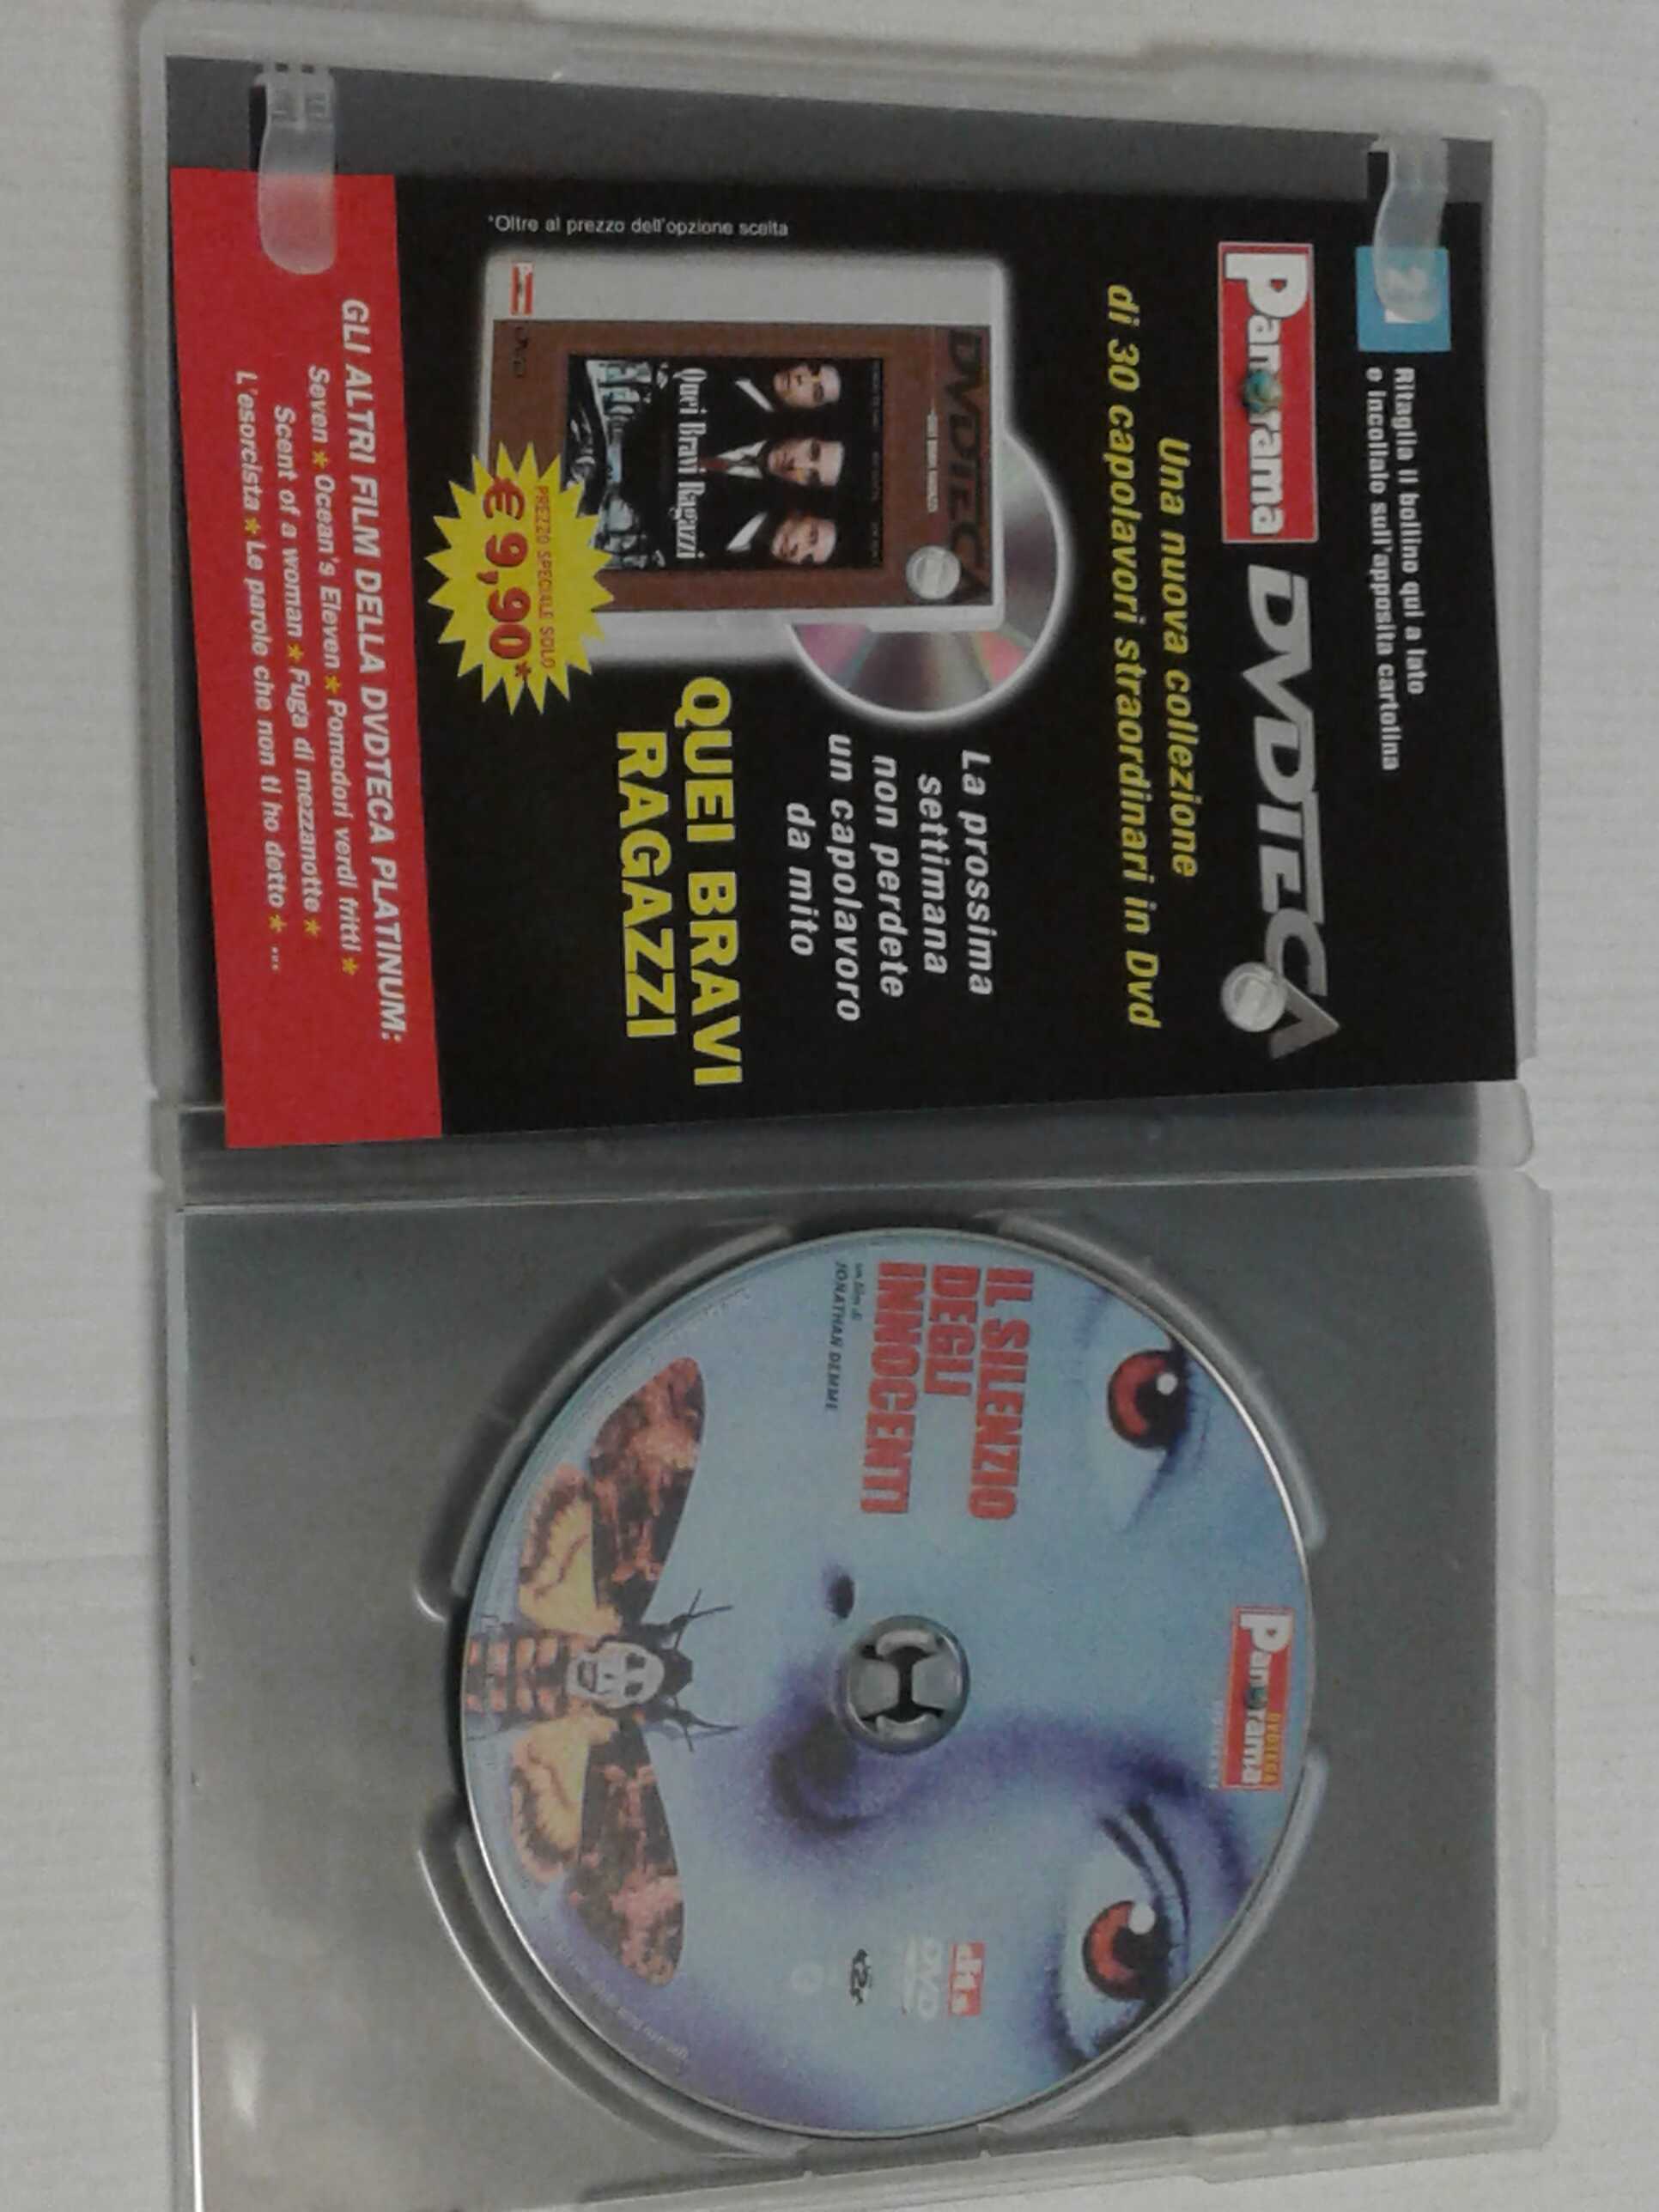 Ritaglia il bollino qui a lato
e incollalo sull'apposita cartolina
Panorama DVDTECA
Una nuova collezione
di 30 capolavori straordinari in Dvd
La prossima
settimana
non perdete
un capolavoro
da mito
QUEI BRAVI
RAGAZZI
DVDTECA
Quei Bravi Ragazzi
PREZZO SPECIALE SOLO
€ 9,90*
*Oltre al prezzo dell'opzione scelta
GLI ALTRI FILM DELLA DVDTECA PLATINUM:
Seven ★ Ocean's Eleven ★ Pomodori verdi fritti ★
Scent of a woman ★ Fuga di mezzanotte ★
L'esorcista ★ Le parole che non ti ho detto ★ ...
DVDTECA
Panorama
IL SILENZIO
DEGLI
INNOCENTI
un film di
JONATHAN DEMME
dts
DVD
2